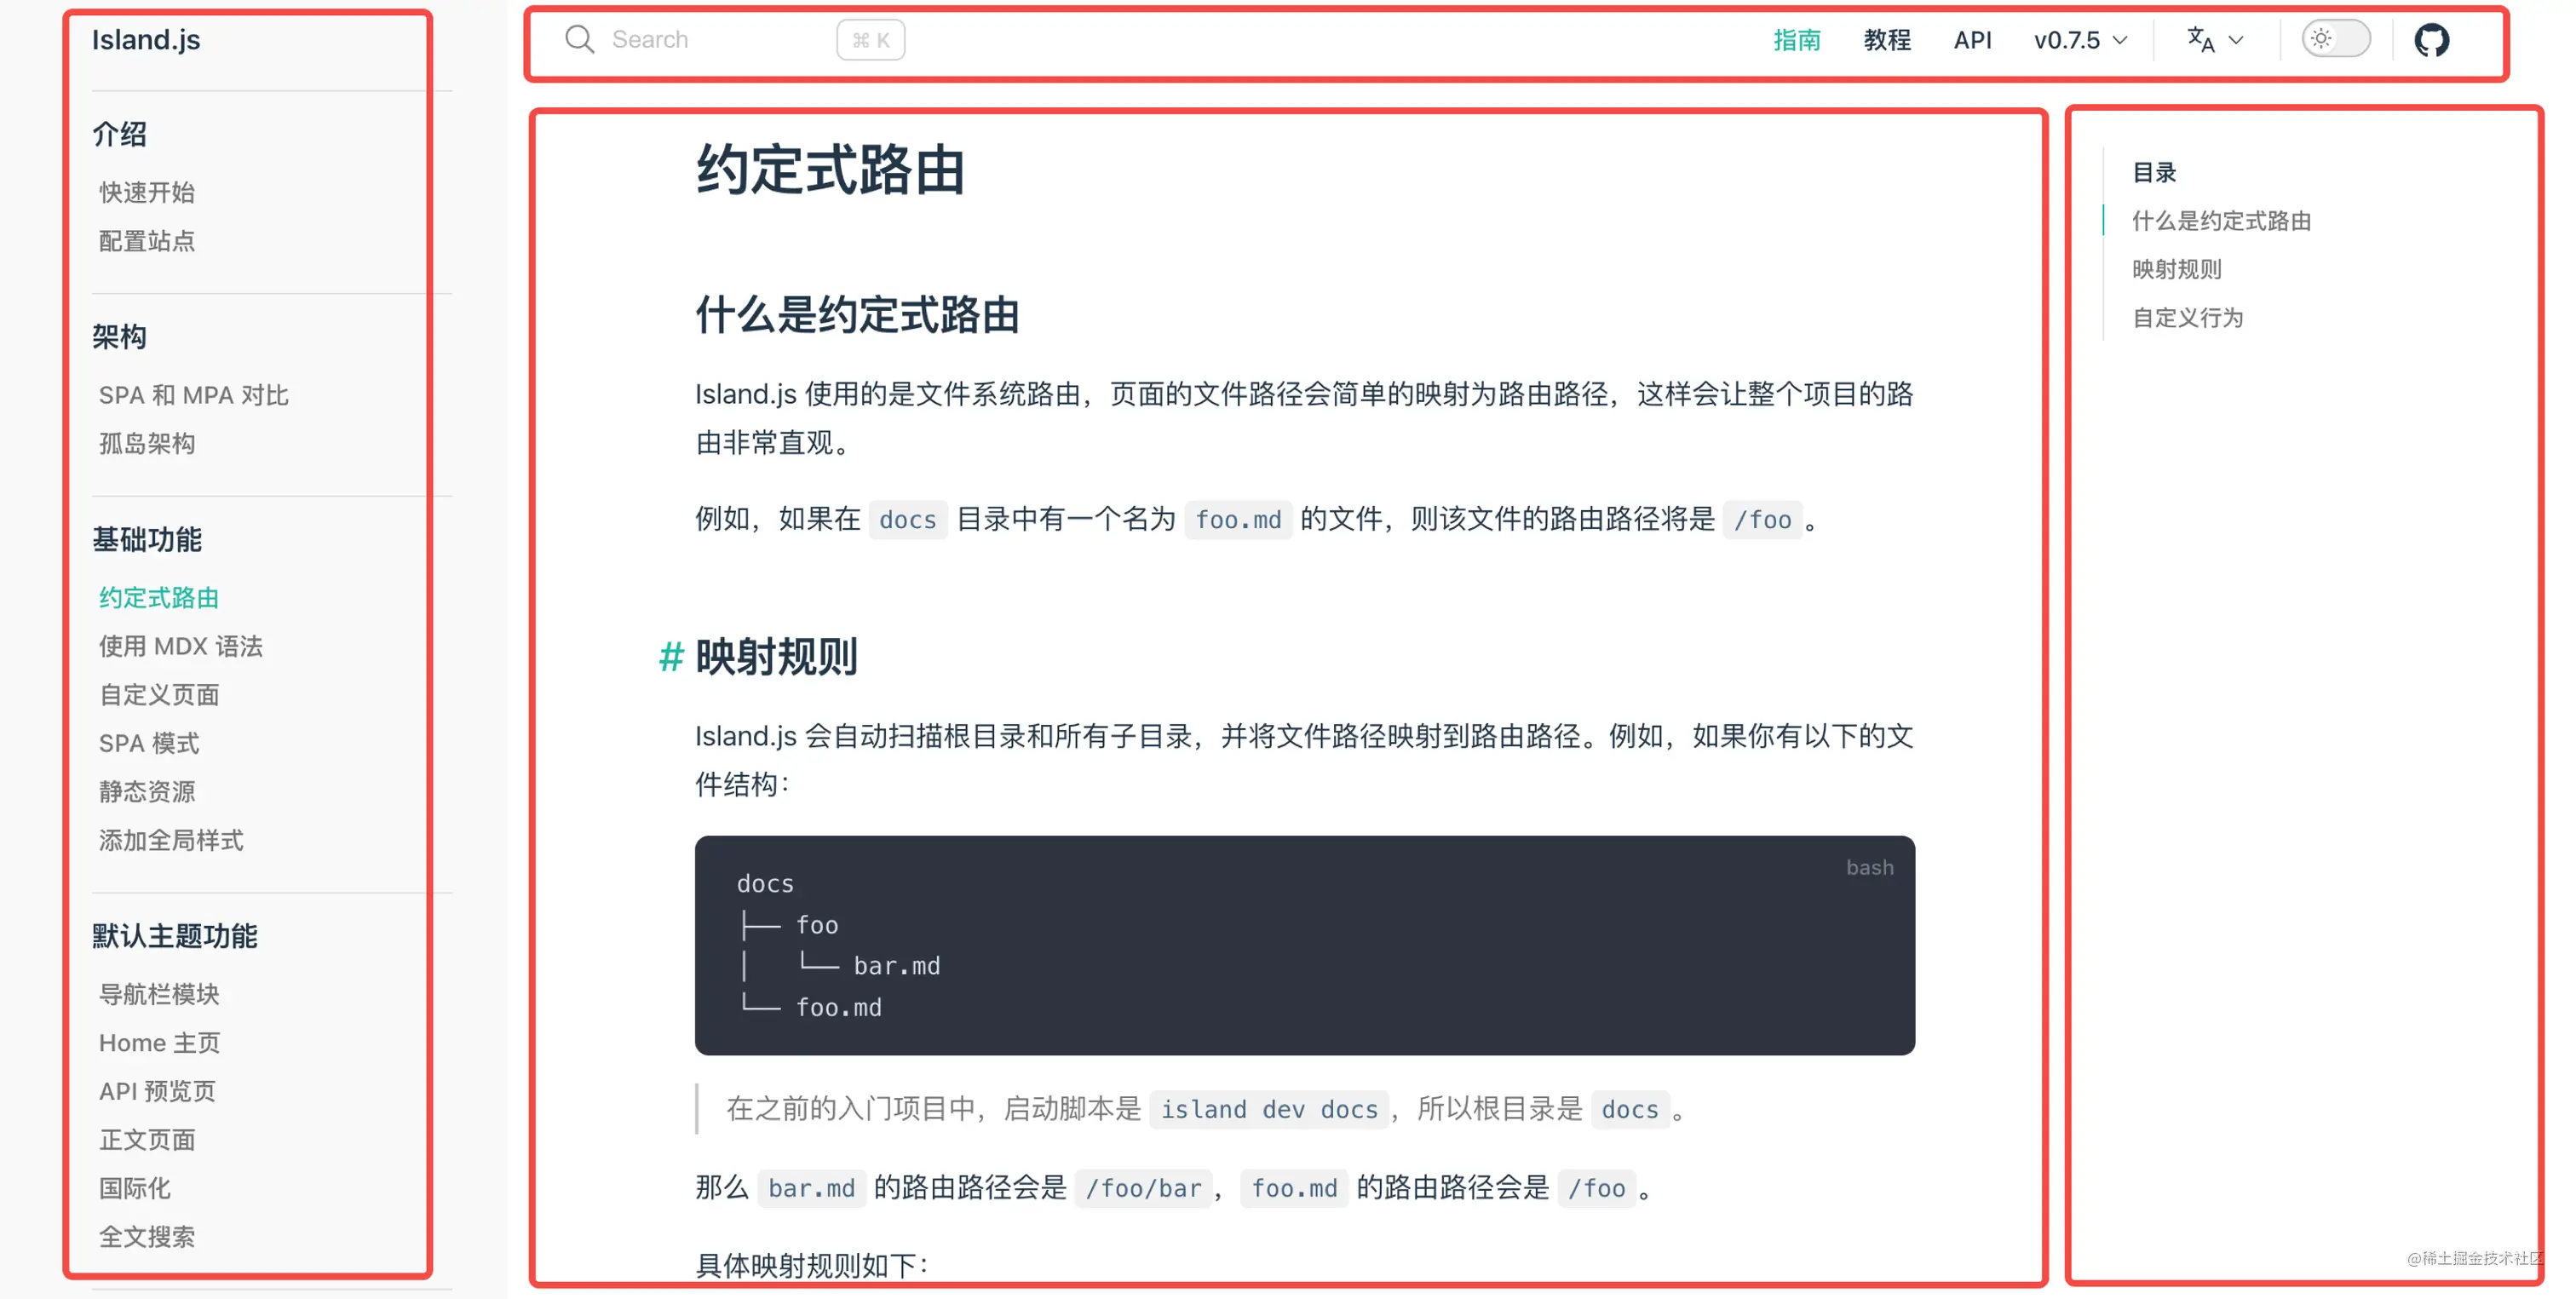 Island.js
介绍
快速开始
配置站点
架构
SPA 和 MPA 对比
孤岛架构
基础功能
约定式路由
使用 MDX 语法
自定义页面
SPA 模式
静态资源
添加全局样式
默认主题功能
导航栏模块
Home 主页
API 预览页
正文页面
国际化
全文搜索
Search ⌘ K 指南 教程 API v0.7.5
约定式路由
什么是约定式路由
Island.js 使用的是文件系统路由，页面的文件路径会简单的映射为路由路径，这样会让整个项目的路
由非常直观。
例如，如果在 docs 目录中有一个名为 foo.md 的文件，则该文件的路由路径将是 /foo 。
# 映射规则
Island.js 会自动扫描根目录和所有子目录，并将文件路径映射到路由路径。例如，如果你有以下的文
件结构：
bash
docs
├── foo
│   └── bar.md
└── foo.md
在之前的入门项目中，启动脚本是 island dev docs ，所以根目录是 docs 。
那么 bar.md 的路由路径会是 /foo/bar ， foo.md 的路由路径会是 /foo 。
具体映射规则如下：
目录
什么是约定式路由
映射规则
自定义行为
@稀土掘金技术社区